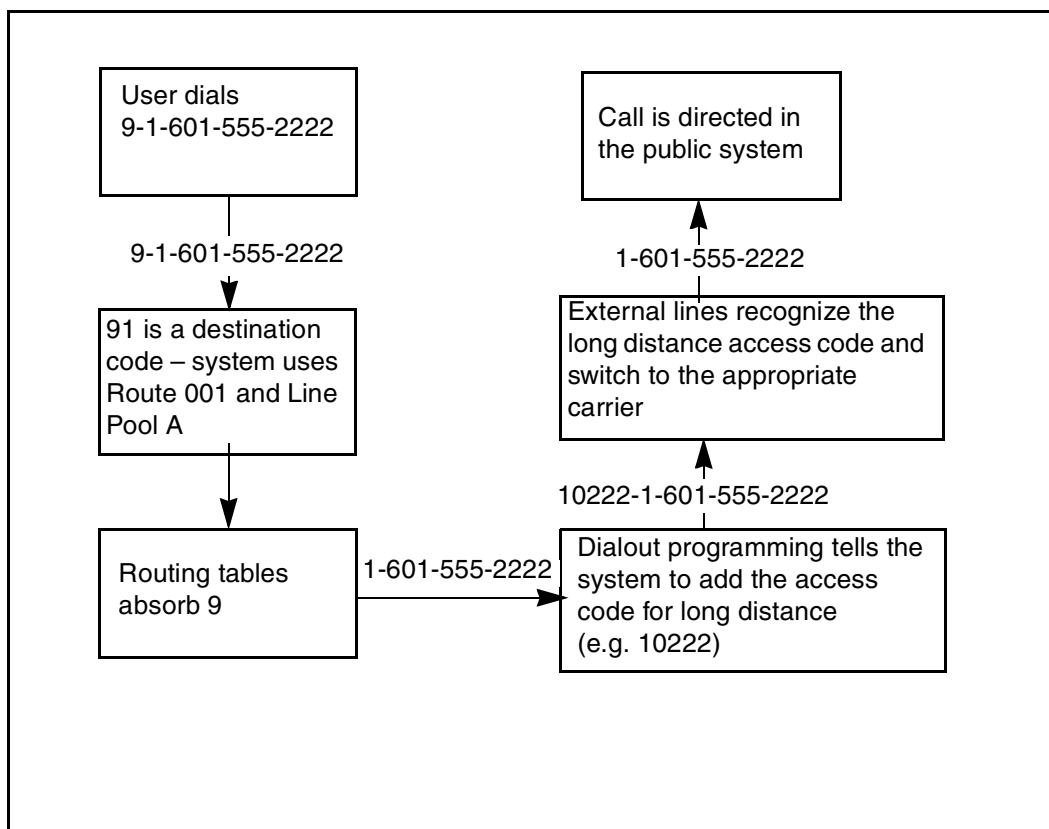 User dials
9-1-601-555-2222
9-1-601-555-2222
91 is a destination
code – system uses
Route 001 and Line
Pool A
Routing tables
absorb 9
1-601-555-2222
Dialout programming tells the
system to add the access
code for long distance
(e.g. 10222)
10222-1-601-555-2222
External lines recognize the
long distance access code and
switch to the appropriate
carrier
1-601-555-2222
Call is directed in
the public system